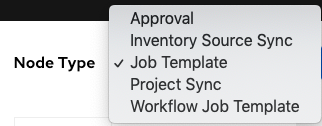 Approval
Inventory Source Sync
Node Type ✓ Job Template
Project Sync
Workflow Job Template